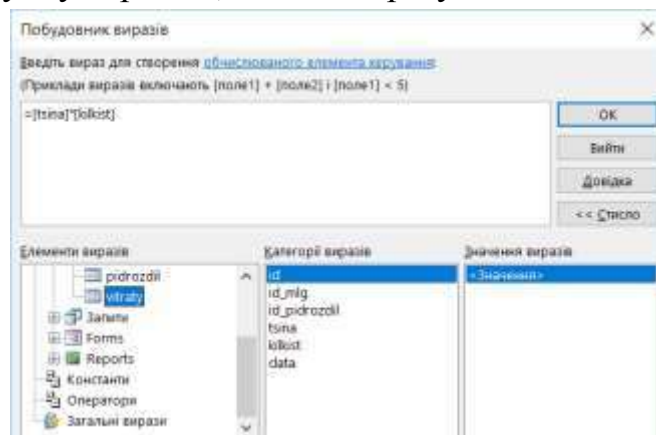 Побудовник виразів
Введіть вираз для створення обчислюваного елемента керування:
(Приклади виразів включають [поле1] + [поле2] і [поле1] < 5)
=[tsina]*[kilkist]
ОК
Вийти
Довідка
<< Стисло
Елементи виразів
Категорії виразів
Значення виразів
pidrozdil
vitraty
Запити
Forms
Reports
Константи
Оператори
Загальні вирази
id
id_mlg
id_pidrozdil
tsina
kilkist
data
<Значення>